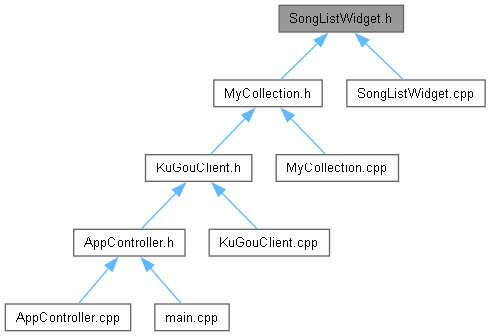 SongListWidget.h
MyCollection.h
SongListWidget.cpp
KuGouClient.h
MyCollection.cpp
AppController.h
KuGouClient.cpp
AppController.cpp
main.cpp